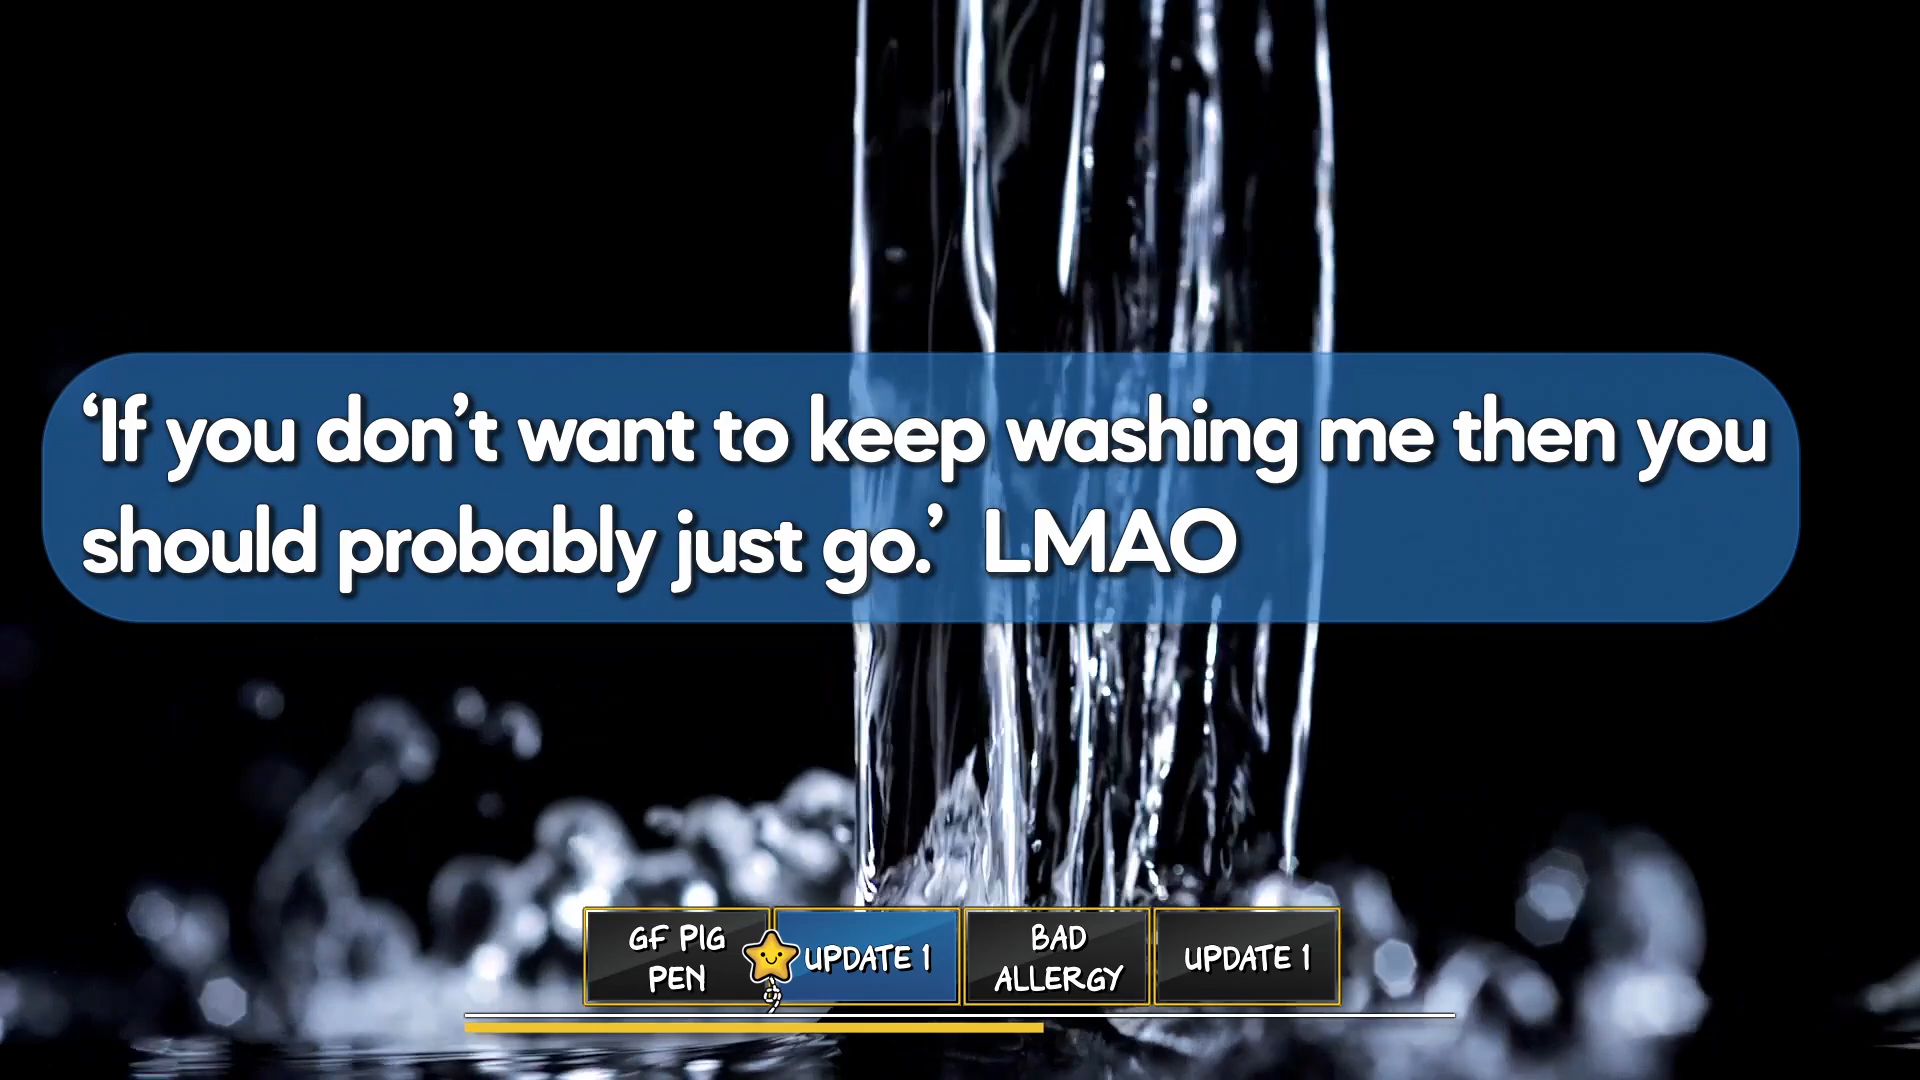 ‘If you don’t want to keep washing me then you
should probably just go.’ LMAO
GF PIG
PEN
UPDATE 1
BAD
ALLERGY
UPDATE 1